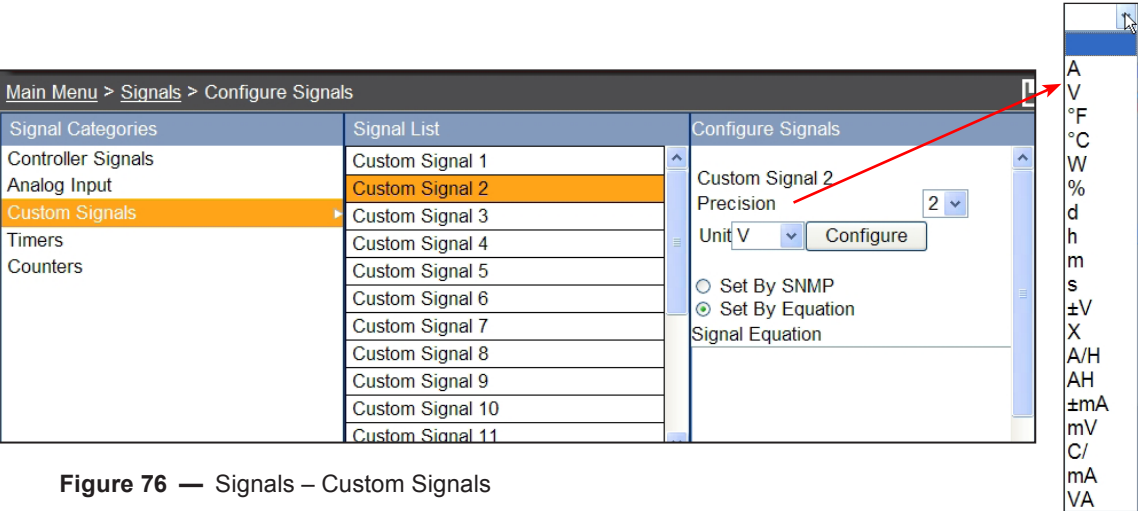 Main Menu > Signals > Configure Signals
Signal Categories
Controller Signals
Analog Input
Custom Signals
Timers
Counters
Signal List
Custom Signal 1
Custom Signal 2
Custom Signal 3
Custom Signal 4
Custom Signal 5
Custom Signal 6
Custom Signal 7
Custom Signal 8
Custom Signal 9
Custom Signal 10
Custom Signal 11
Configure Signals
Custom Signal 2
Precision 2
Unit V Configure
Set By SNMP
Set By Equation
Signal Equation
A
V
°F
°C
W
%
d
h
m
s
±V
X
A/H
AH
±mA
mV
C/
mA
VA
Figure 76 — Signals – Custom Signals